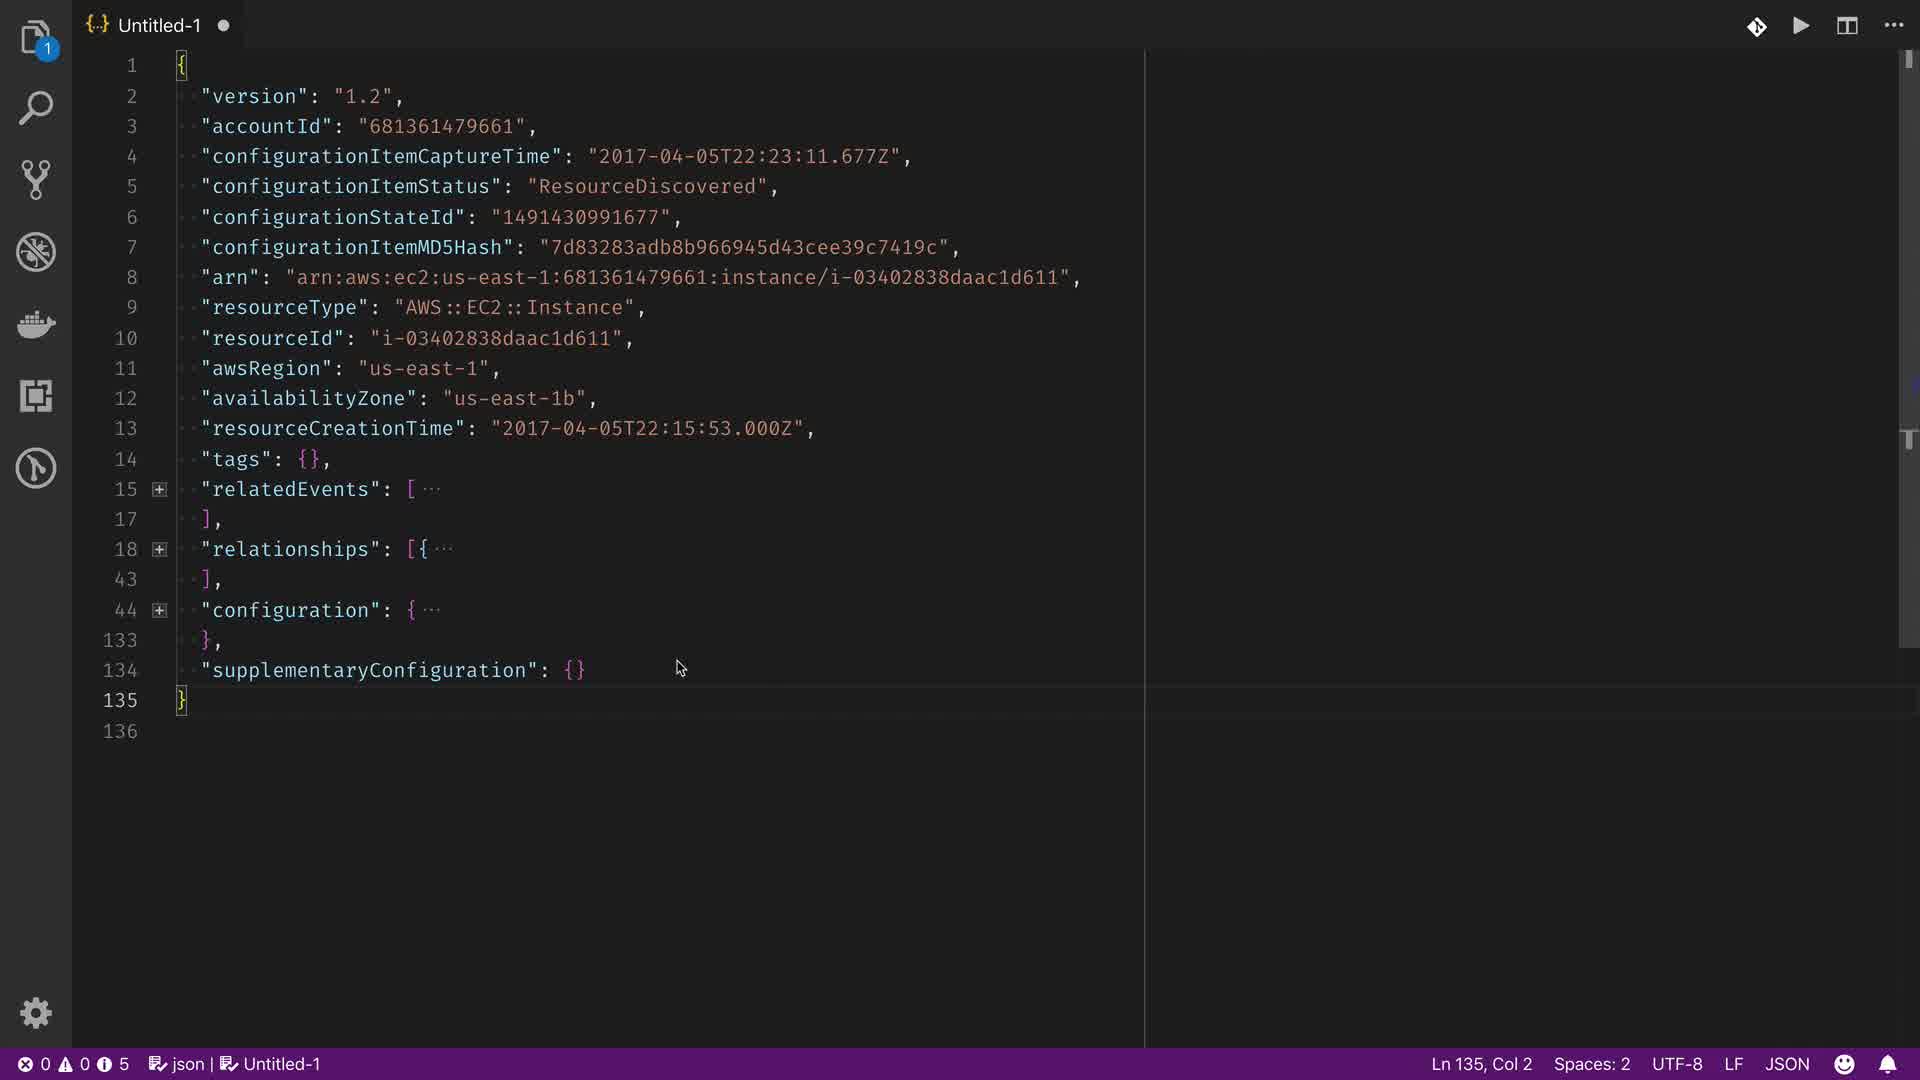 {..} Untitled-1
1
1 {
2 "version": "1.2",
3 "accountId": "681361479661",
4 "configurationItemCaptureTime": "2017-04-05T22:23:11.677Z",
5 "configurationItemStatus": "ResourceDiscovered",
6 "configurationStateId": "1491430991677",
7 "configurationItemMD5Hash": "7d83283adb8b966945d43cee39c7419c",
8 "arn": "arn:aws:ec2:us-east-1:681361479661:instance/i-03402838daac1d611",
9 "resourceType": "AWS::EC2::Instance",
10 "resourceId": "i-03402838daac1d611",
11 "awsRegion": "us-east-1",
12 "availabilityZone": "us-east-1b",
13 "resourceCreationTime": "2017-04-05T22:15:53.000Z",
14 "tags": {},
15 "relatedEvents": [ ···
17 ],
18 "relationships": [{ ···
43 ],
44 "configuration": { ···
133 },
134 "supplementaryConfiguration": {}
135 }
136
0 0 5 json | Untitled-1 Ln 135, Col 2 Spaces: 2 UTF-8 LF JSON